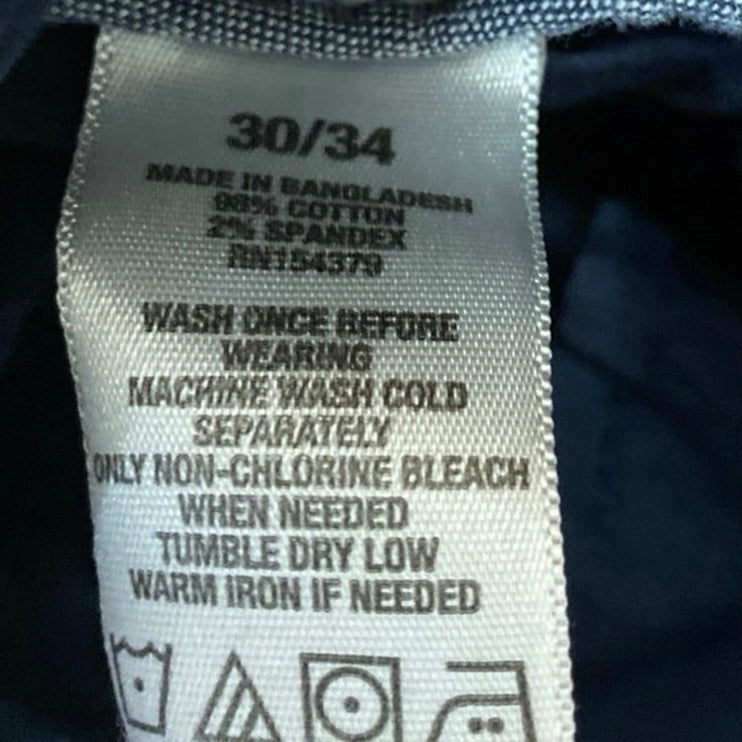 30/34
MADE IN BANGLADESH
98% COTTON
2% SPANDEX
RN154379
WASH ONCE BEFORE
WEARING
MACHINE WASH COLD
SEPARATELY
ONLY NON-CHLORINE BLEACH
WHEN NEEDED
TUMBLE DRY LOW
WARM IRON IF NEEDED